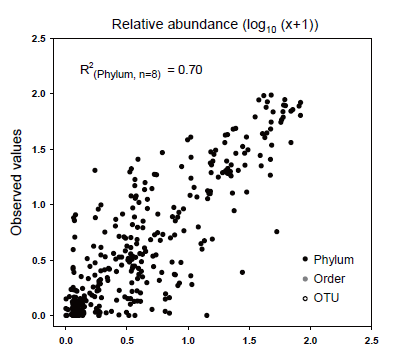 Relative abundance (log10 (x+1))
2.5
R2(Phylum, n=8) = 0.70
2.0
1.5
Observed values
1.0
0.5
0.0
Phylum
Order
OTU
0.0 0.5 1.0 1.5 2.0 2.5